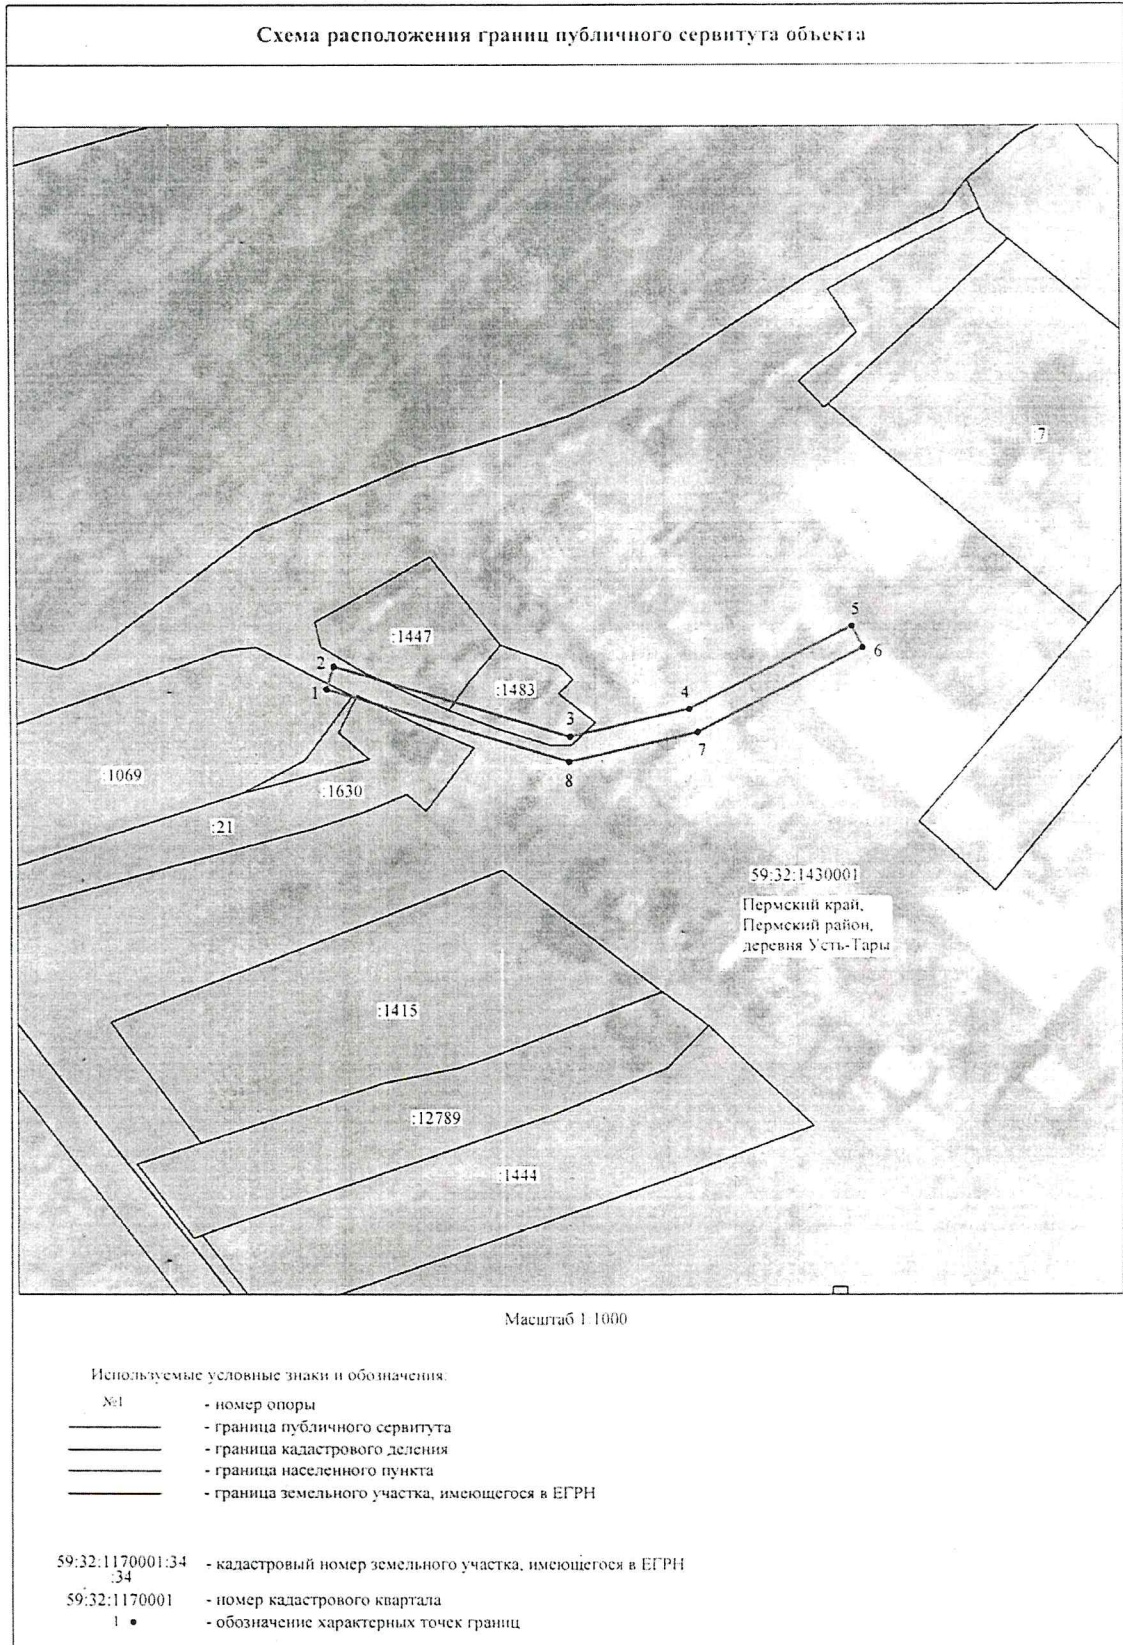 Схема расположения границ публичного сервитута объекта
:7
:1447
5
6
2
:1483
4
1
3
7
:1069
8
:1630
:21
59:32:1430001
Пермский край,
Пермский район,
деревня Усть-Тары
:1415
:12789
:1444
Масштаб 1:1000
Используемые условные знаки и обозначения:
№1 - номер опоры
- граница публичного сервитута
- граница кадастрового деления
- граница населенного пункта
- граница земельного участка, имеющегося в ЕГРН
59:32:1170001:34 - кадастровый номер земельного участка, имеющегося в ЕГРН
:34
59:32:1170001 - номер кадастрового квартала
1 • - обозначение характерных точек границ